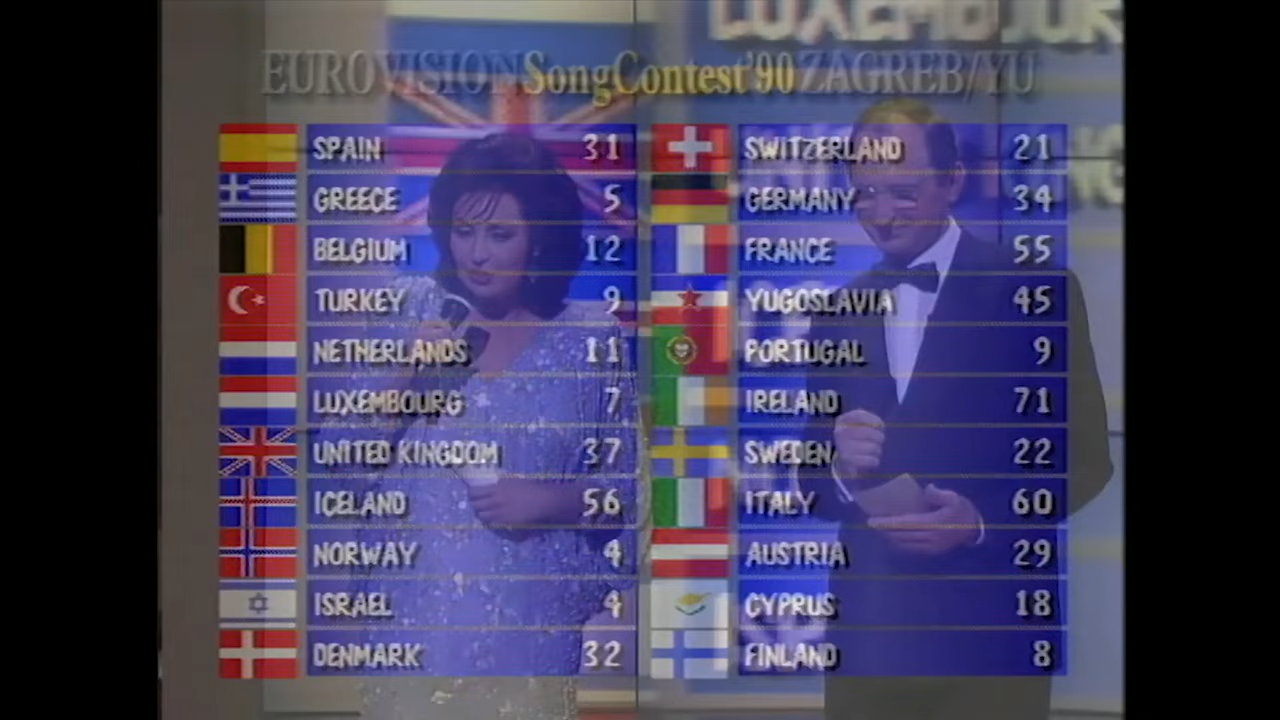 LUXEMBOUR
EUROVISION SongContest'90 ZAGREB/YU
SPAIN 31
GREECE 5
BELGIUM 12
TURKEY 9
NETHERLANDS 11
LUXEMBOURG 7
UNITED KINGDOM 37
ICELAND 56
NORWAY 4
ISRAEL 4
DENMARK 32
SWITZERLAND 21
GERMANY 34
FRANCE 55
YUGOSLAVIA 45
PORTUGAL 9
IRELAND 71
SWEDEN 22
ITALY 60
AUSTRIA 29
CYPRUS 18
FINLAND 8